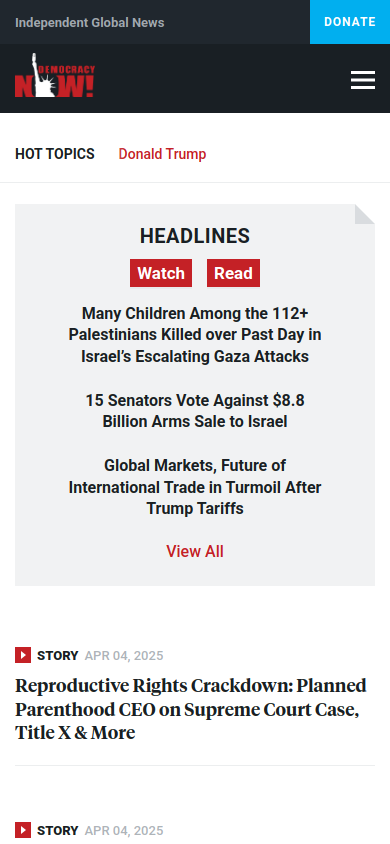 Independent Global News
DONATE
DEMOCRACY
NOW!
HOT TOPICS
Donald Trump
HEADLINES
Watch
Read
Many Children Among the 112+
Palestinians Killed over Past Day in
Israel’s Escalating Gaza Attacks
15 Senators Vote Against $8.8
Billion Arms Sale to Israel
Global Markets, Future of
International Trade in Turmoil After
Trump Tariffs
View All
STORY APR 04, 2025
Reproductive Rights Crackdown: Planned
Parenthood CEO on Supreme Court Case,
Title X & More
STORY APR 04, 2025